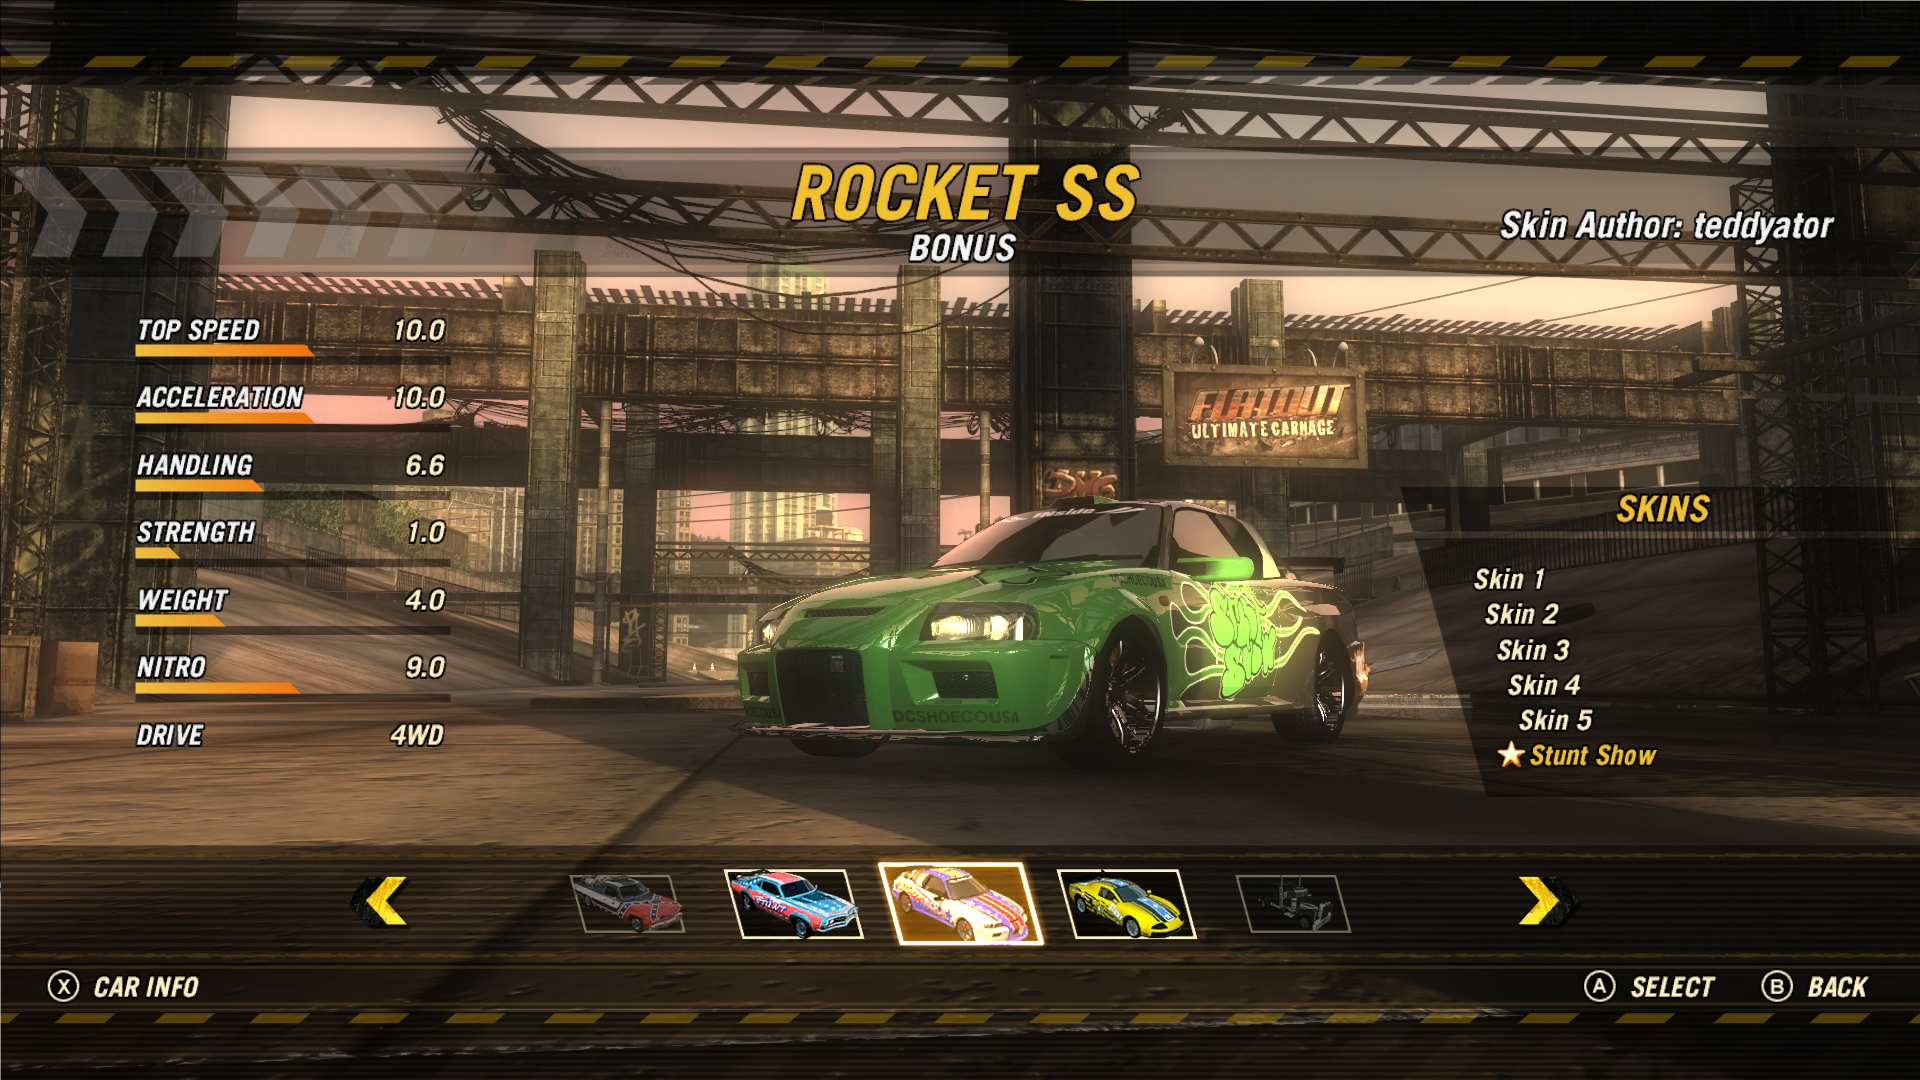 ROCKET SS
BONUS
Skin Author: teddyator
TOP SPEED 10.0
ACCELERATION 10.0
HANDLING 6.6
STRENGTH 1.0
WEIGHT 4.0
NITRO 9.0
DRIVE 4WD
FLATOUT
ULTIMATE CARNAGE
SKINS
Skin 1
Skin 2
Skin 3
Skin 4
Skin 5
Stunt Show
DCSHOECOUSA
X CAR INFO
A SELECT
B BACK